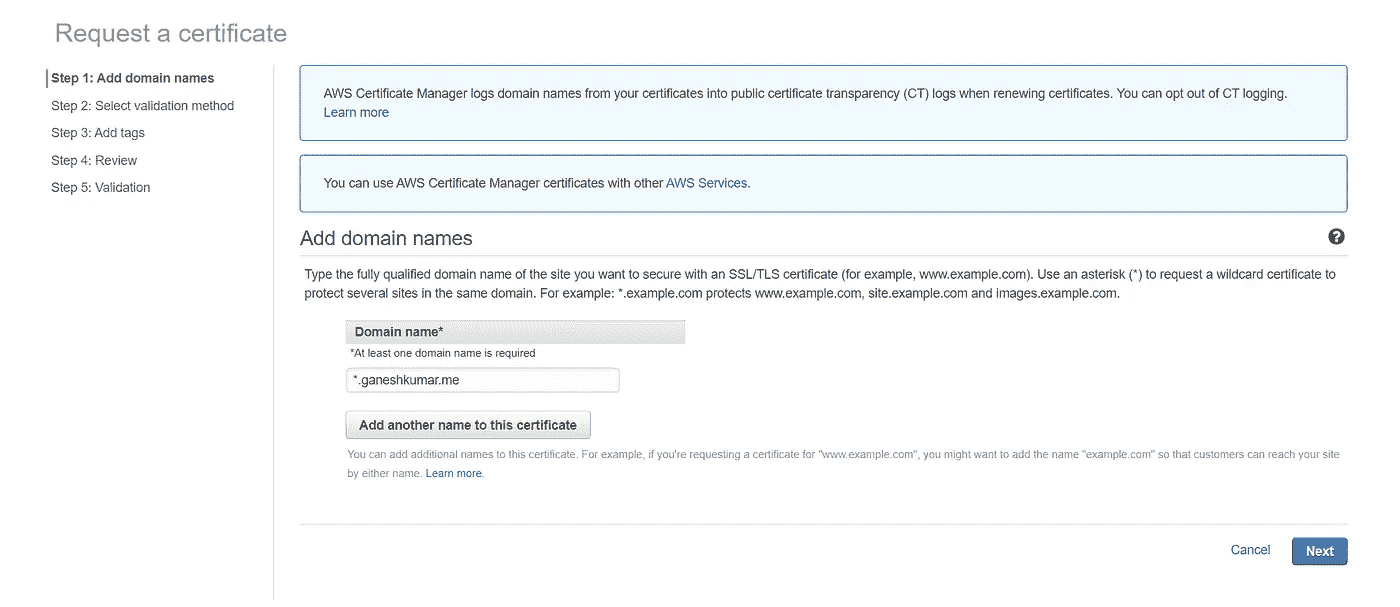 Request a certificate
Step 1: Add domain names
Step 2: Select validation method
Step 3: Add tags
Step 4: Review
Step 5: Validation
AWS Certificate Manager logs domain names from your certificates into public certificate transparency (CT) logs when renewing certificates. You can opt out of CT logging.
Learn more
You can use AWS Certificate Manager certificates with other AWS Services.
Add domain names
?
Type the fully qualified domain name of the site you want to secure with an SSL/TLS certificate (for example, www.example.com). Use an asterisk (*) to request a wildcard certificate to
protect several sites in the same domain. For example: *.example.com protects www.example.com, site.example.com and images.example.com.
Domain name*
*At least one domain name is required
*.ganeshkumar.me
Add another name to this certificate
You can add additional names to this certificate. For example, if you're requesting a certificate for "www.example.com", you might want to add the name "example.com" so that customers can reach your site
by either name. Learn more.
Cancel
Next